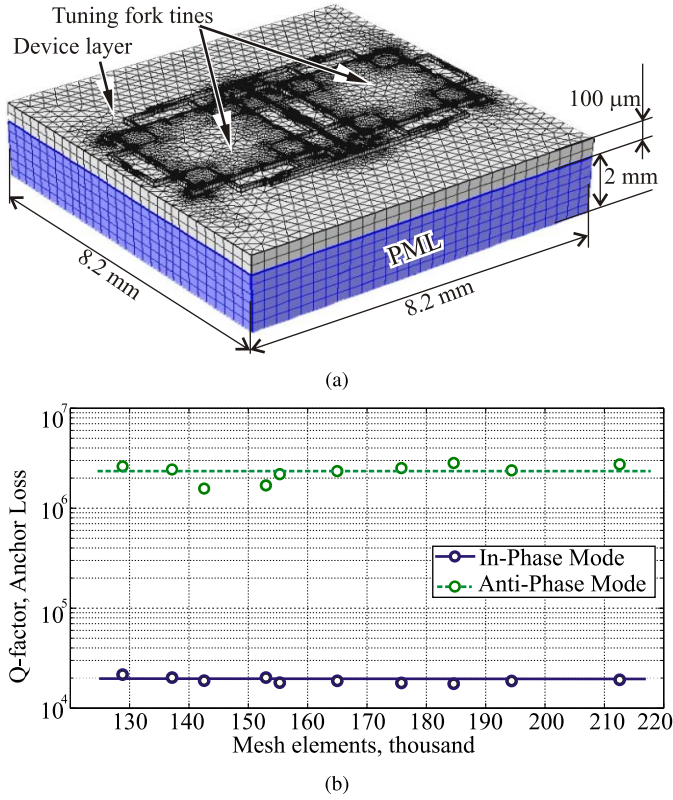 Tuning fork tines
Device layer
100 μm
2 mm
PML
8.2 mm
8.2 mm
(a)
10^7
10^6
10^5
10^4
Q-factor, Anchor Loss
In-Phase Mode
Anti-Phase Mode
130 140 150 160 170 180 190 200 210 220
Mesh elements, thousand
(b)